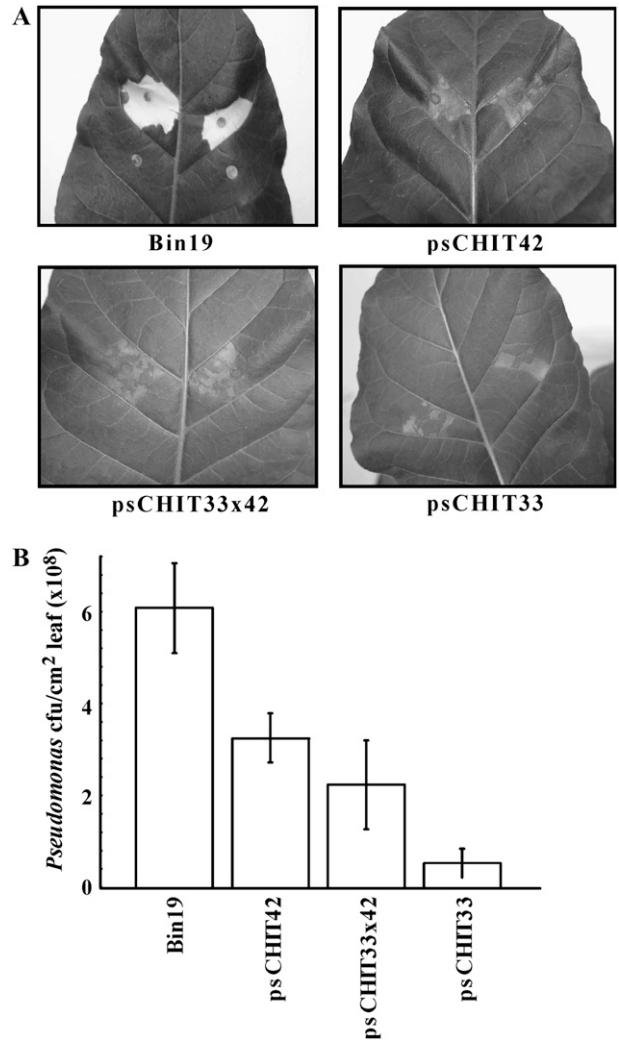 A
Bin19
psCHIT42
psCHIT33x42
psCHIT33
B
Pseudomonas cfu/cm² leaf (x10⁸)
6
4
2
0
Bin19
psCHIT42
psCHIT33x42
psCHIT33